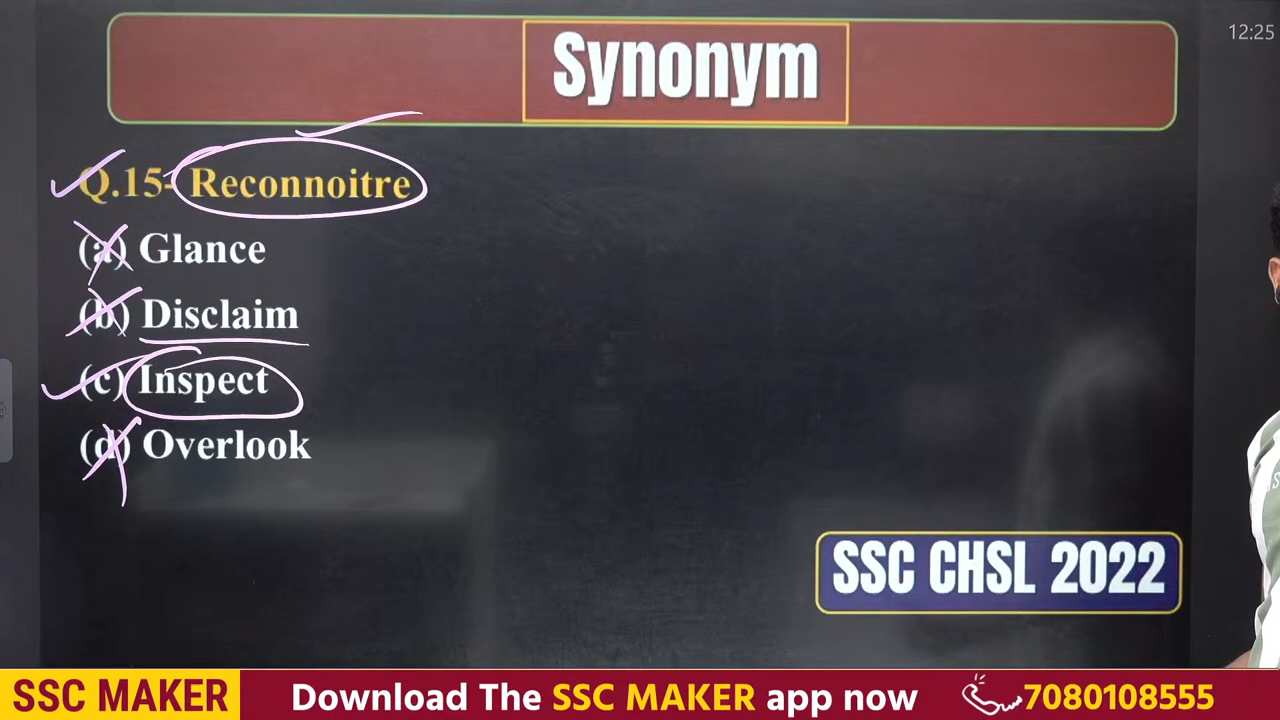 Synonym
12:25
Q.15- Reconnoitre
(a) Glance
(b) Disclaim
(c) Inspect
(d) Overlook
SSC CHSL 2022
SSC MAKER Download The SSC MAKER app now 7080108555